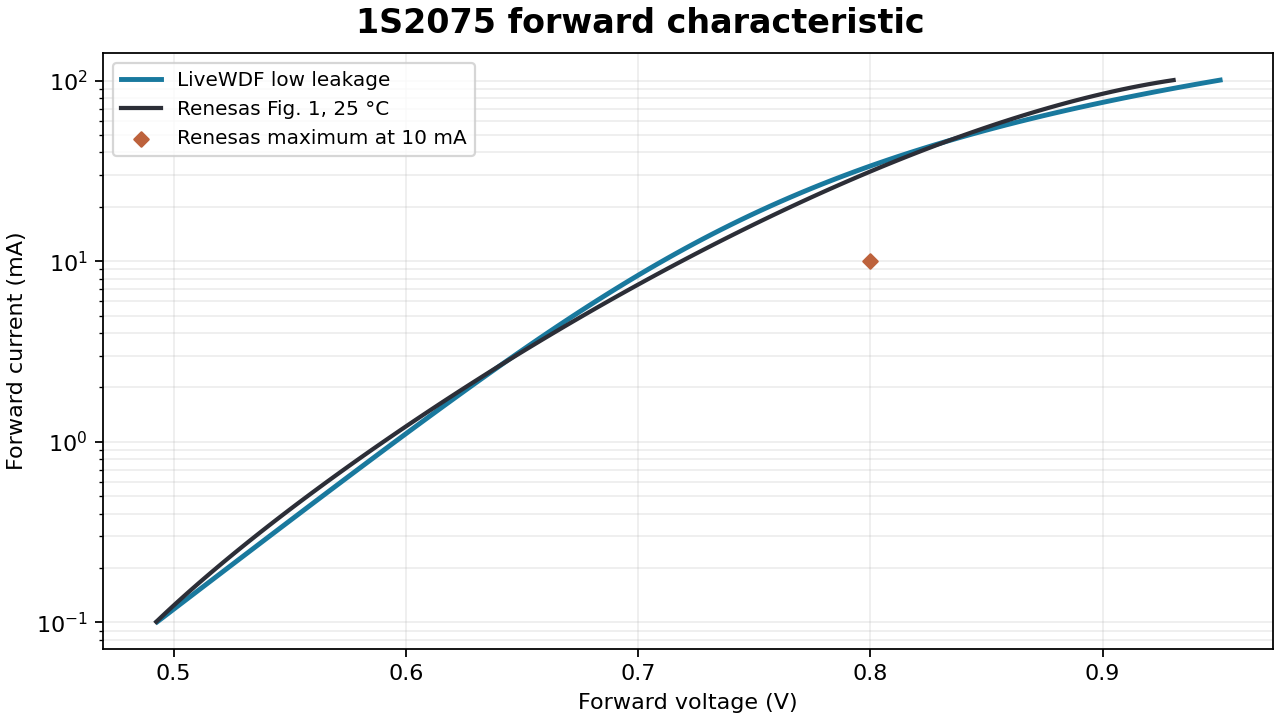 1S2075 forward characteristic
LiveWDF low leakage
Renesas Fig. 1, 25 °C
Renesas maximum at 10 mA
Forward current (mA)
10²
10¹
10⁰
10⁻¹
0.5 0.6 0.7 0.8 0.9
Forward voltage (V)